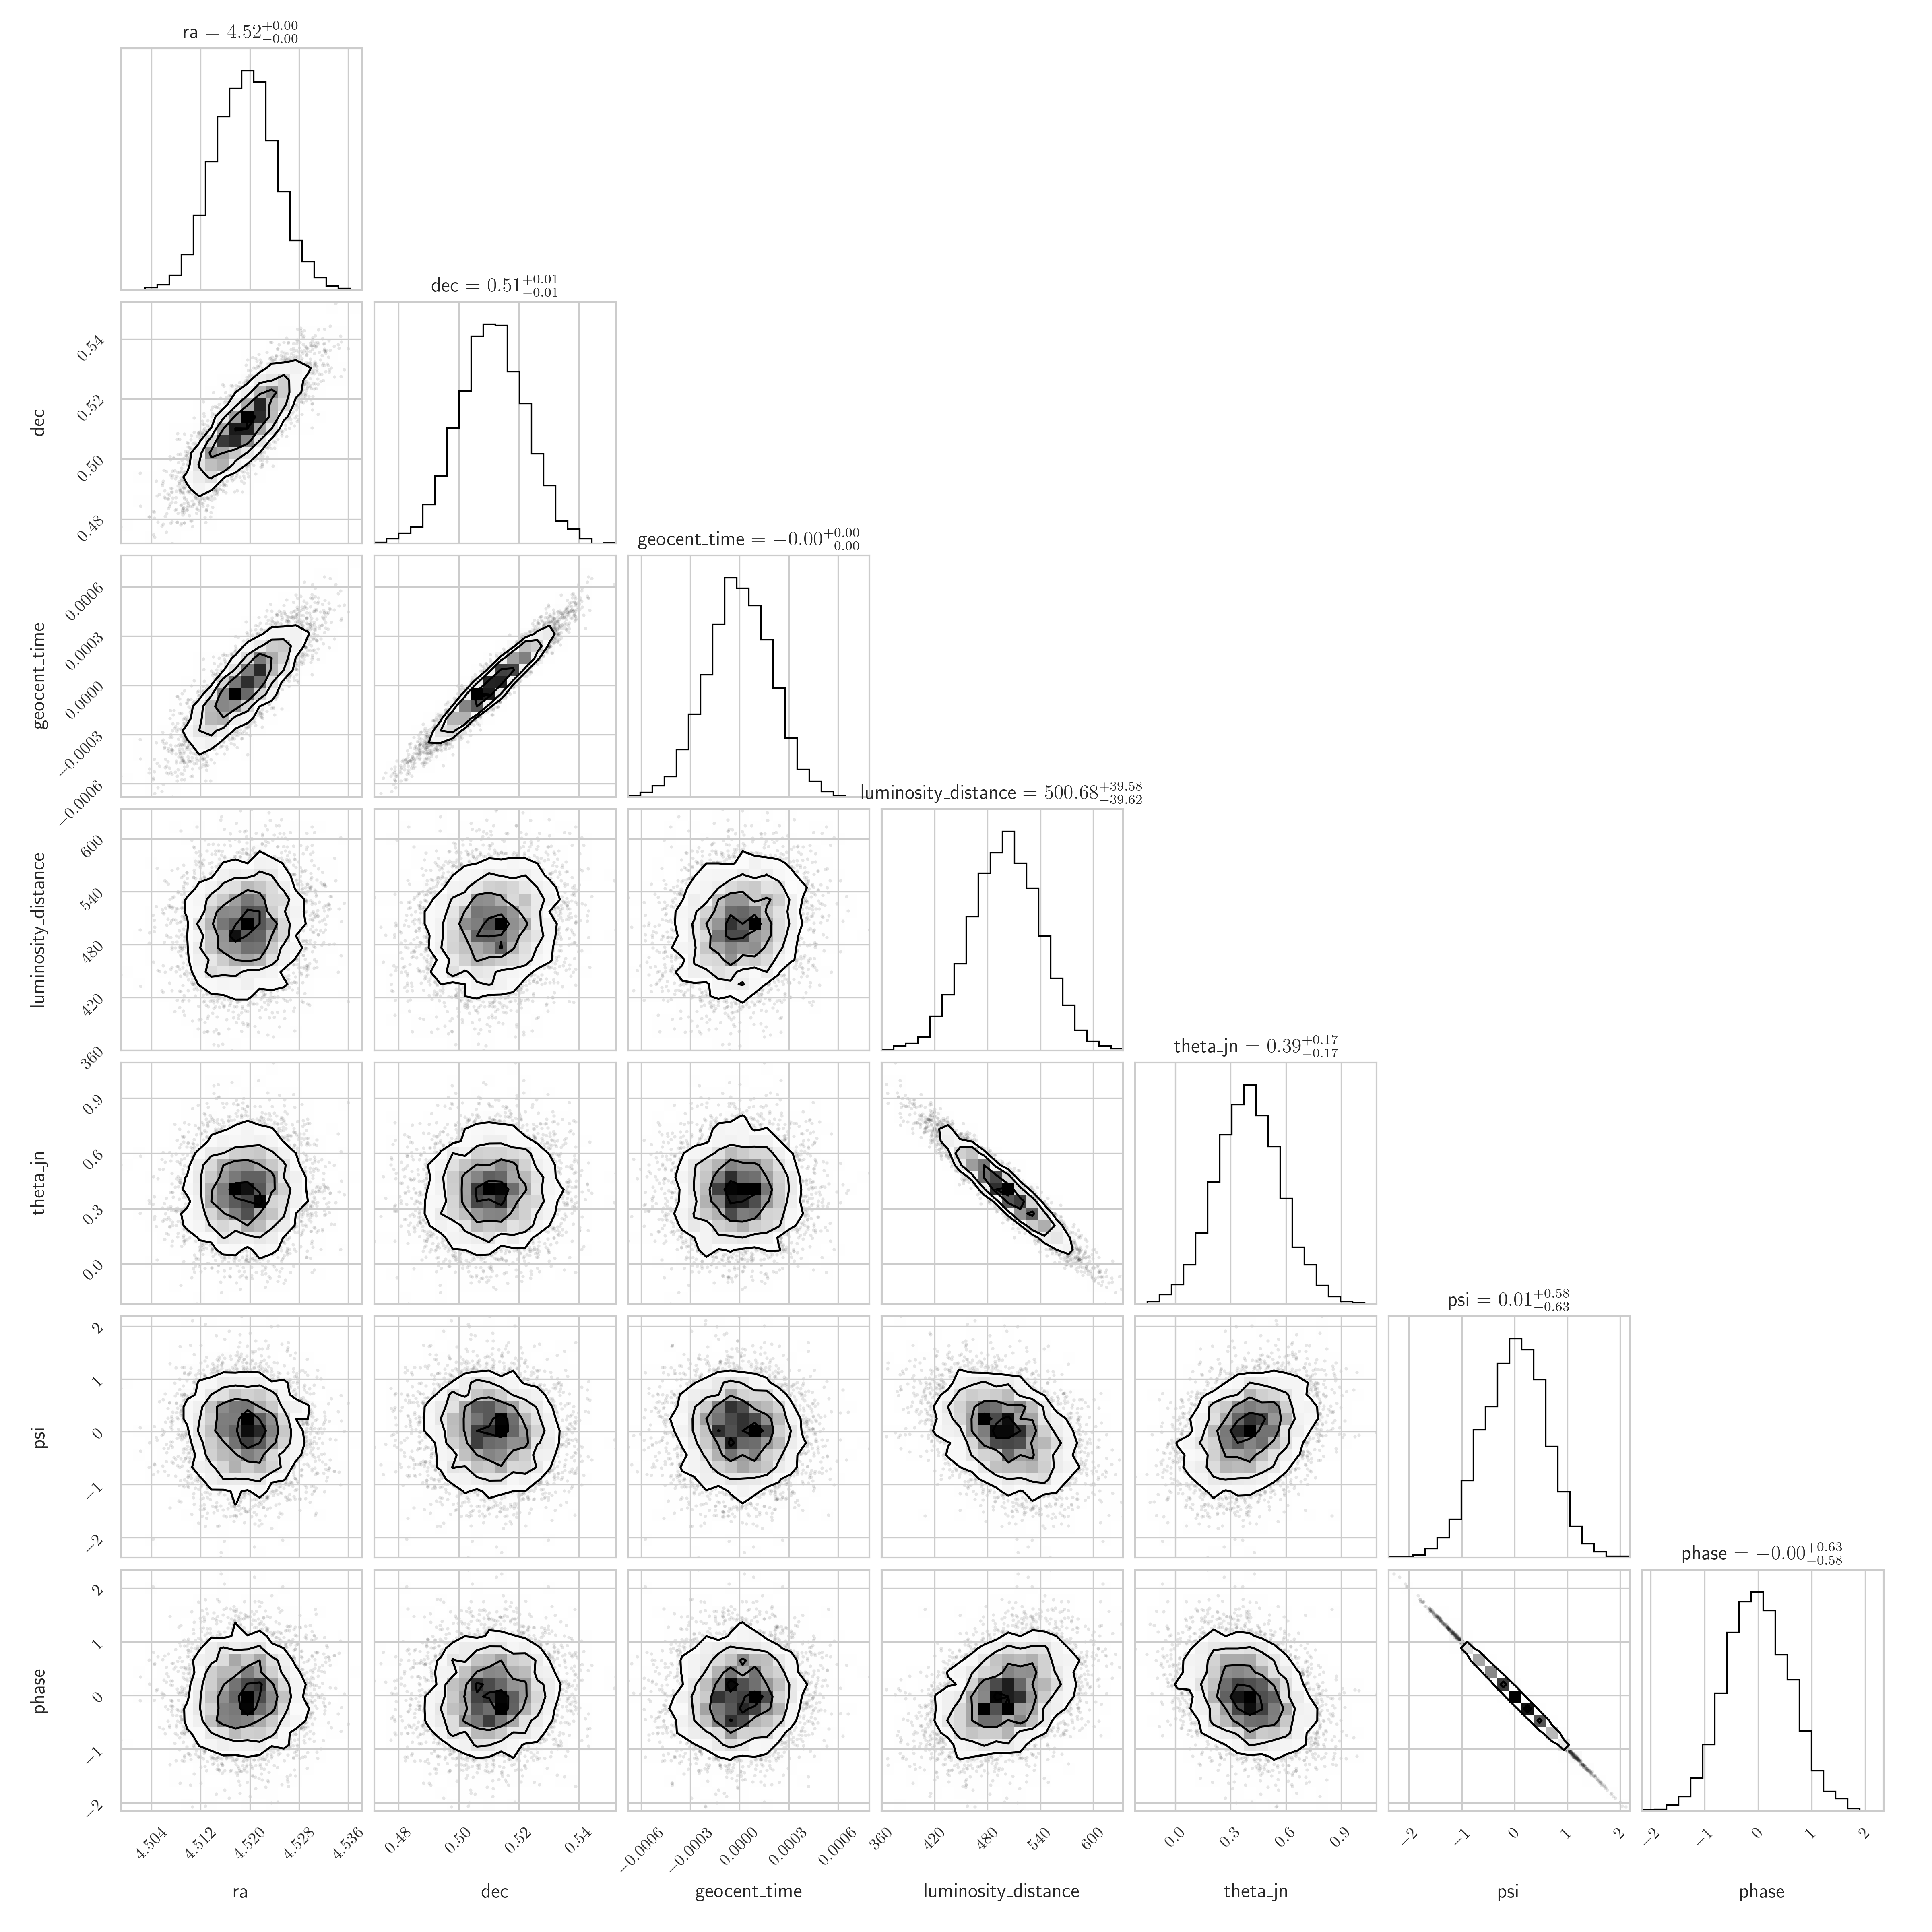 ra = 4.52+0.00−0.00
dec = 0.51+0.01−0.01
0.54
0.52
0.50
0.48
dec
geocent_time = −0.00+0.00−0.00
0.0006
0.0003
0.0000
−0.0003
−0.0006
geocent_time
luminosity_distance = 500.68+39.58−39.62
600
540
480
420
360
luminosity_distance
theta_jn = 0.39+0.17−0.17
0.9
0.6
0.3
0.0
theta_jn
psi = 0.01+0.58−0.63
2
1
0
−1
−2
psi
phase = −0.00+0.63−0.58
2
1
0
−1
−2
phase
4.504 4.512 4.520 4.528 4.536 0.48 0.50 0.52 0.54 −0.0006 −0.0003 0.0000 0.0003 0.0006 360 420 480 540 600 0.0 0.3 0.6 0.9 −2 −1 0 1 2 −2 −1 0 1 2
ra dec geocent_time luminosity_distance theta_jn psi phase